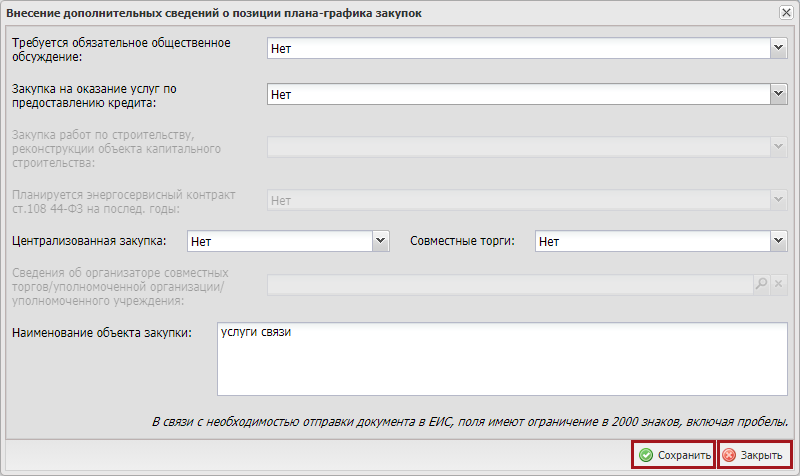 Внесение дополнительных сведений о позиции плана-графика закупок
Требуется обязательное общественное
обсуждение:
Нет
Закупка на оказание услуг по
предоставлению кредита:
Нет
Закупка работ по строительству,
реконструкции объекта капитального
строительства:
Планируется энергосервисный контракт
ст.108 44-ФЗ на послед. годы:
Нет
Централизованная закупка:
Нет
Совместные торги:
Нет
Сведения об организаторе совместных
торгов/уполномоченной организации/
уполномоченного учреждения:
Наименование объекта закупки:
услуги связи
В связи с необходимостью отправки документа в ЕИС, поля имеют ограничение в 2000 знаков, включая пробелы.
Сохранить
Закрыть